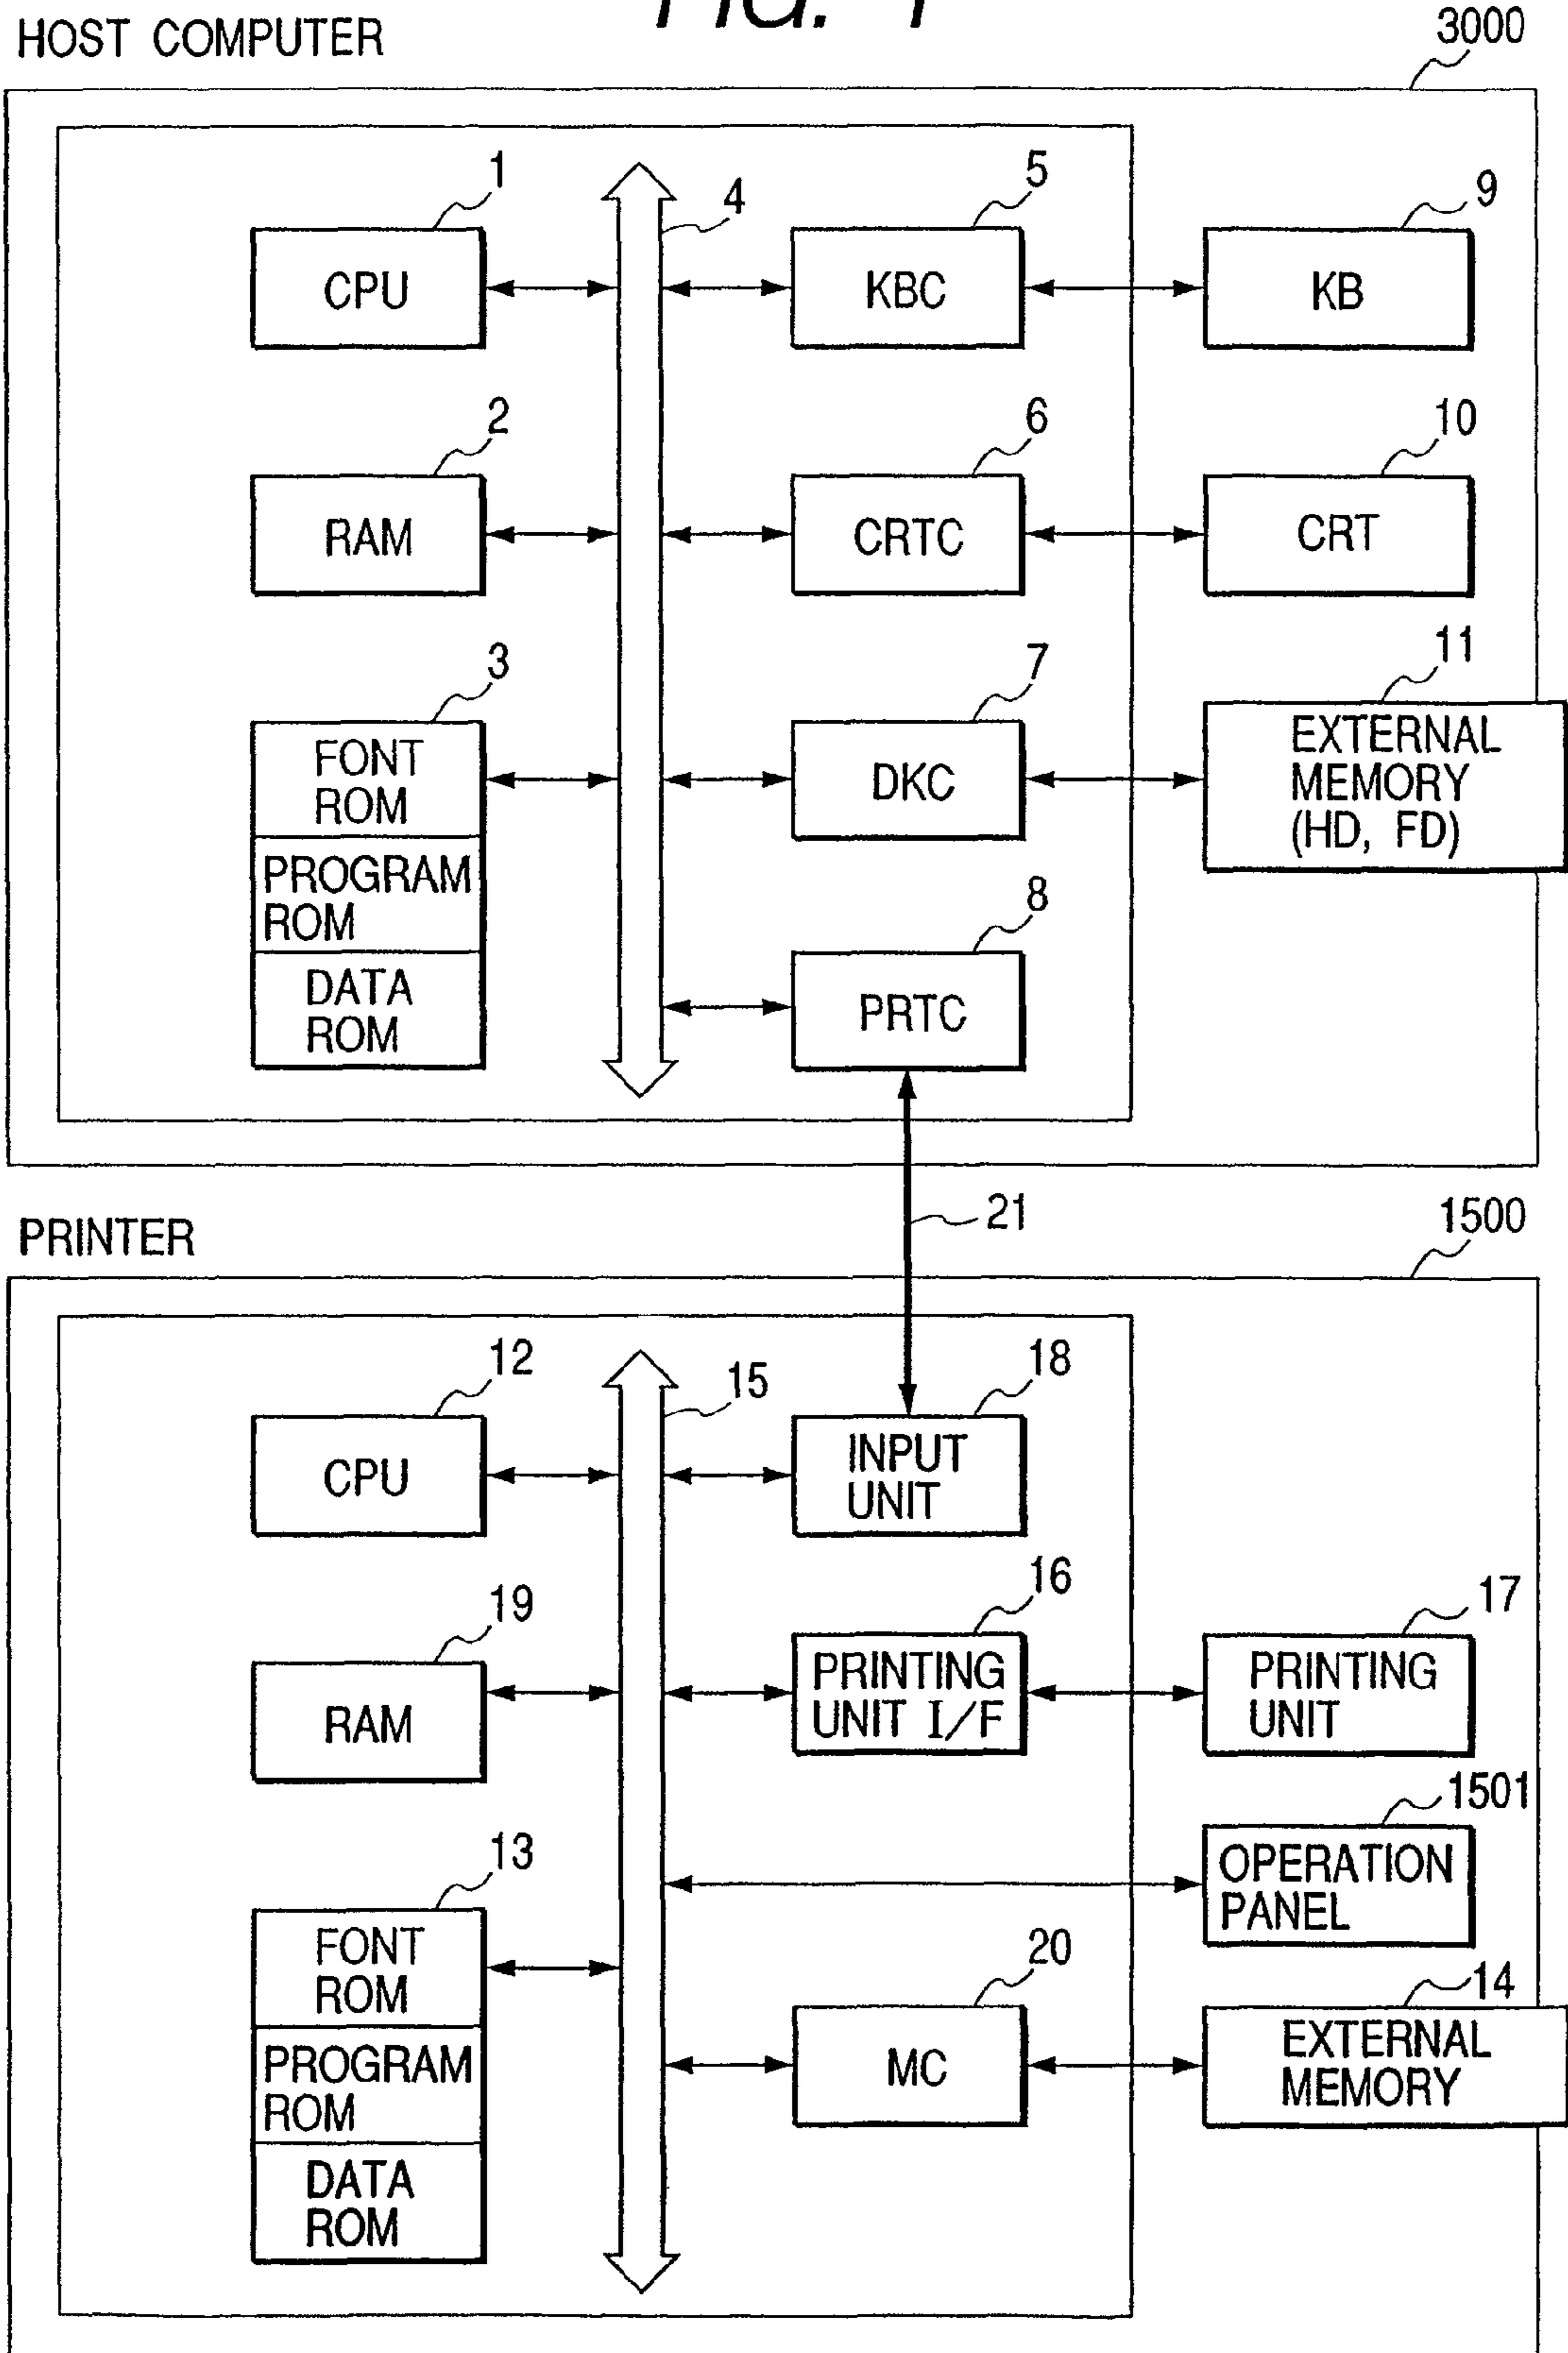 FIG. 1
HOST COMPUTER
3000
1
4
5
9
CPU
KBC
KB
2
6
10
RAM
CRTC
CRT
3
7
11
FONT
ROM
PROGRAM
ROM
DATA
ROM
DKC
EXTERNAL
MEMORY
(HD, FD)
8
PRTC
21
PRINTER
1500
12
15
18
CPU
INPUT
UNIT
19
16
17
RAM
PRINTING
UNIT I/F
PRINTING
UNIT
1501
OPERATION
PANEL
13
FONT
ROM
PROGRAM
ROM
DATA
ROM
20
14
MC
EXTERNAL
MEMORY